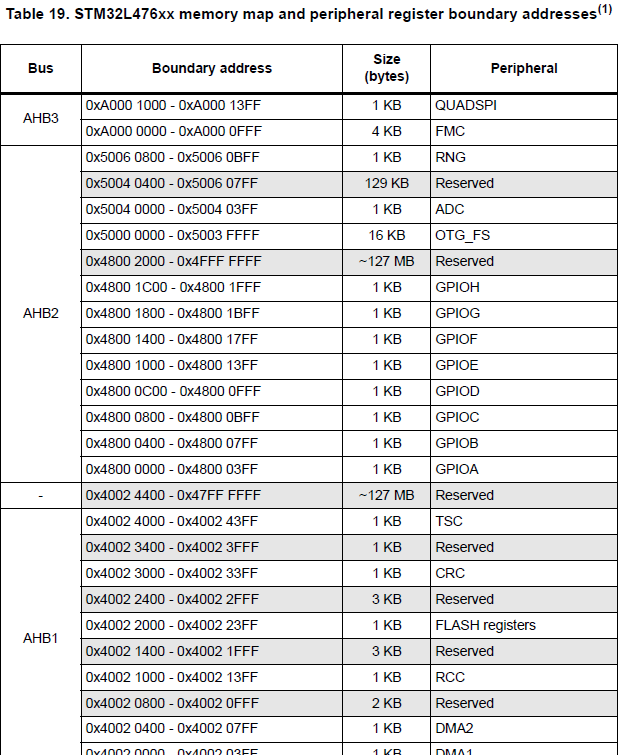 Table 19. STM32L476xx memory map and peripheral register boundary addresses(1)
Bus Boundary address Size (bytes) Peripheral
AHB3
0xA000 1000 - 0xA000 13FF 1 KB QUADSPI
0xA000 0000 - 0xA000 0FFF 4 KB FMC
AHB2
0x5006 0800 - 0x5006 0BFF 1 KB RNG
0x5004 0400 - 0x5006 07FF 129 KB Reserved
0x5004 0000 - 0x5004 03FF 1 KB ADC
0x5000 0000 - 0x5003 FFFF 16 KB OTG_FS
0x4800 2000 - 0x4FFF FFFF ~127 MB Reserved
0x4800 1C00 - 0x4800 1FFF 1 KB GPIOH
0x4800 1800 - 0x4800 1BFF 1 KB GPIOG
0x4800 1400 - 0x4800 17FF 1 KB GPIOF
0x4800 1000 - 0x4800 13FF 1 KB GPIOE
0x4800 0C00 - 0x4800 0FFF 1 KB GPIOD
0x4800 0800 - 0x4800 0BFF 1 KB GPIOC
0x4800 0400 - 0x4800 07FF 1 KB GPIOB
0x4800 0000 - 0x4800 03FF 1 KB GPIOA
- 0x4002 4400 - 0x47FF FFFF ~127 MB Reserved
AHB1
0x4002 4000 - 0x4002 43FF 1 KB TSC
0x4002 3400 - 0x4002 3FFF 1 KB Reserved
0x4002 3000 - 0x4002 33FF 1 KB CRC
0x4002 2400 - 0x4002 2FFF 3 KB Reserved
0x4002 2000 - 0x4002 23FF 1 KB FLASH registers
0x4002 1400 - 0x4002 1FFF 3 KB Reserved
0x4002 1000 - 0x4002 13FF 1 KB RCC
0x4002 0800 - 0x4002 0FFF 2 KB Reserved
0x4002 0400 - 0x4002 07FF 1 KB DMA2
0x4002 0000 - 0x4002 03FF 1 KB DMA1